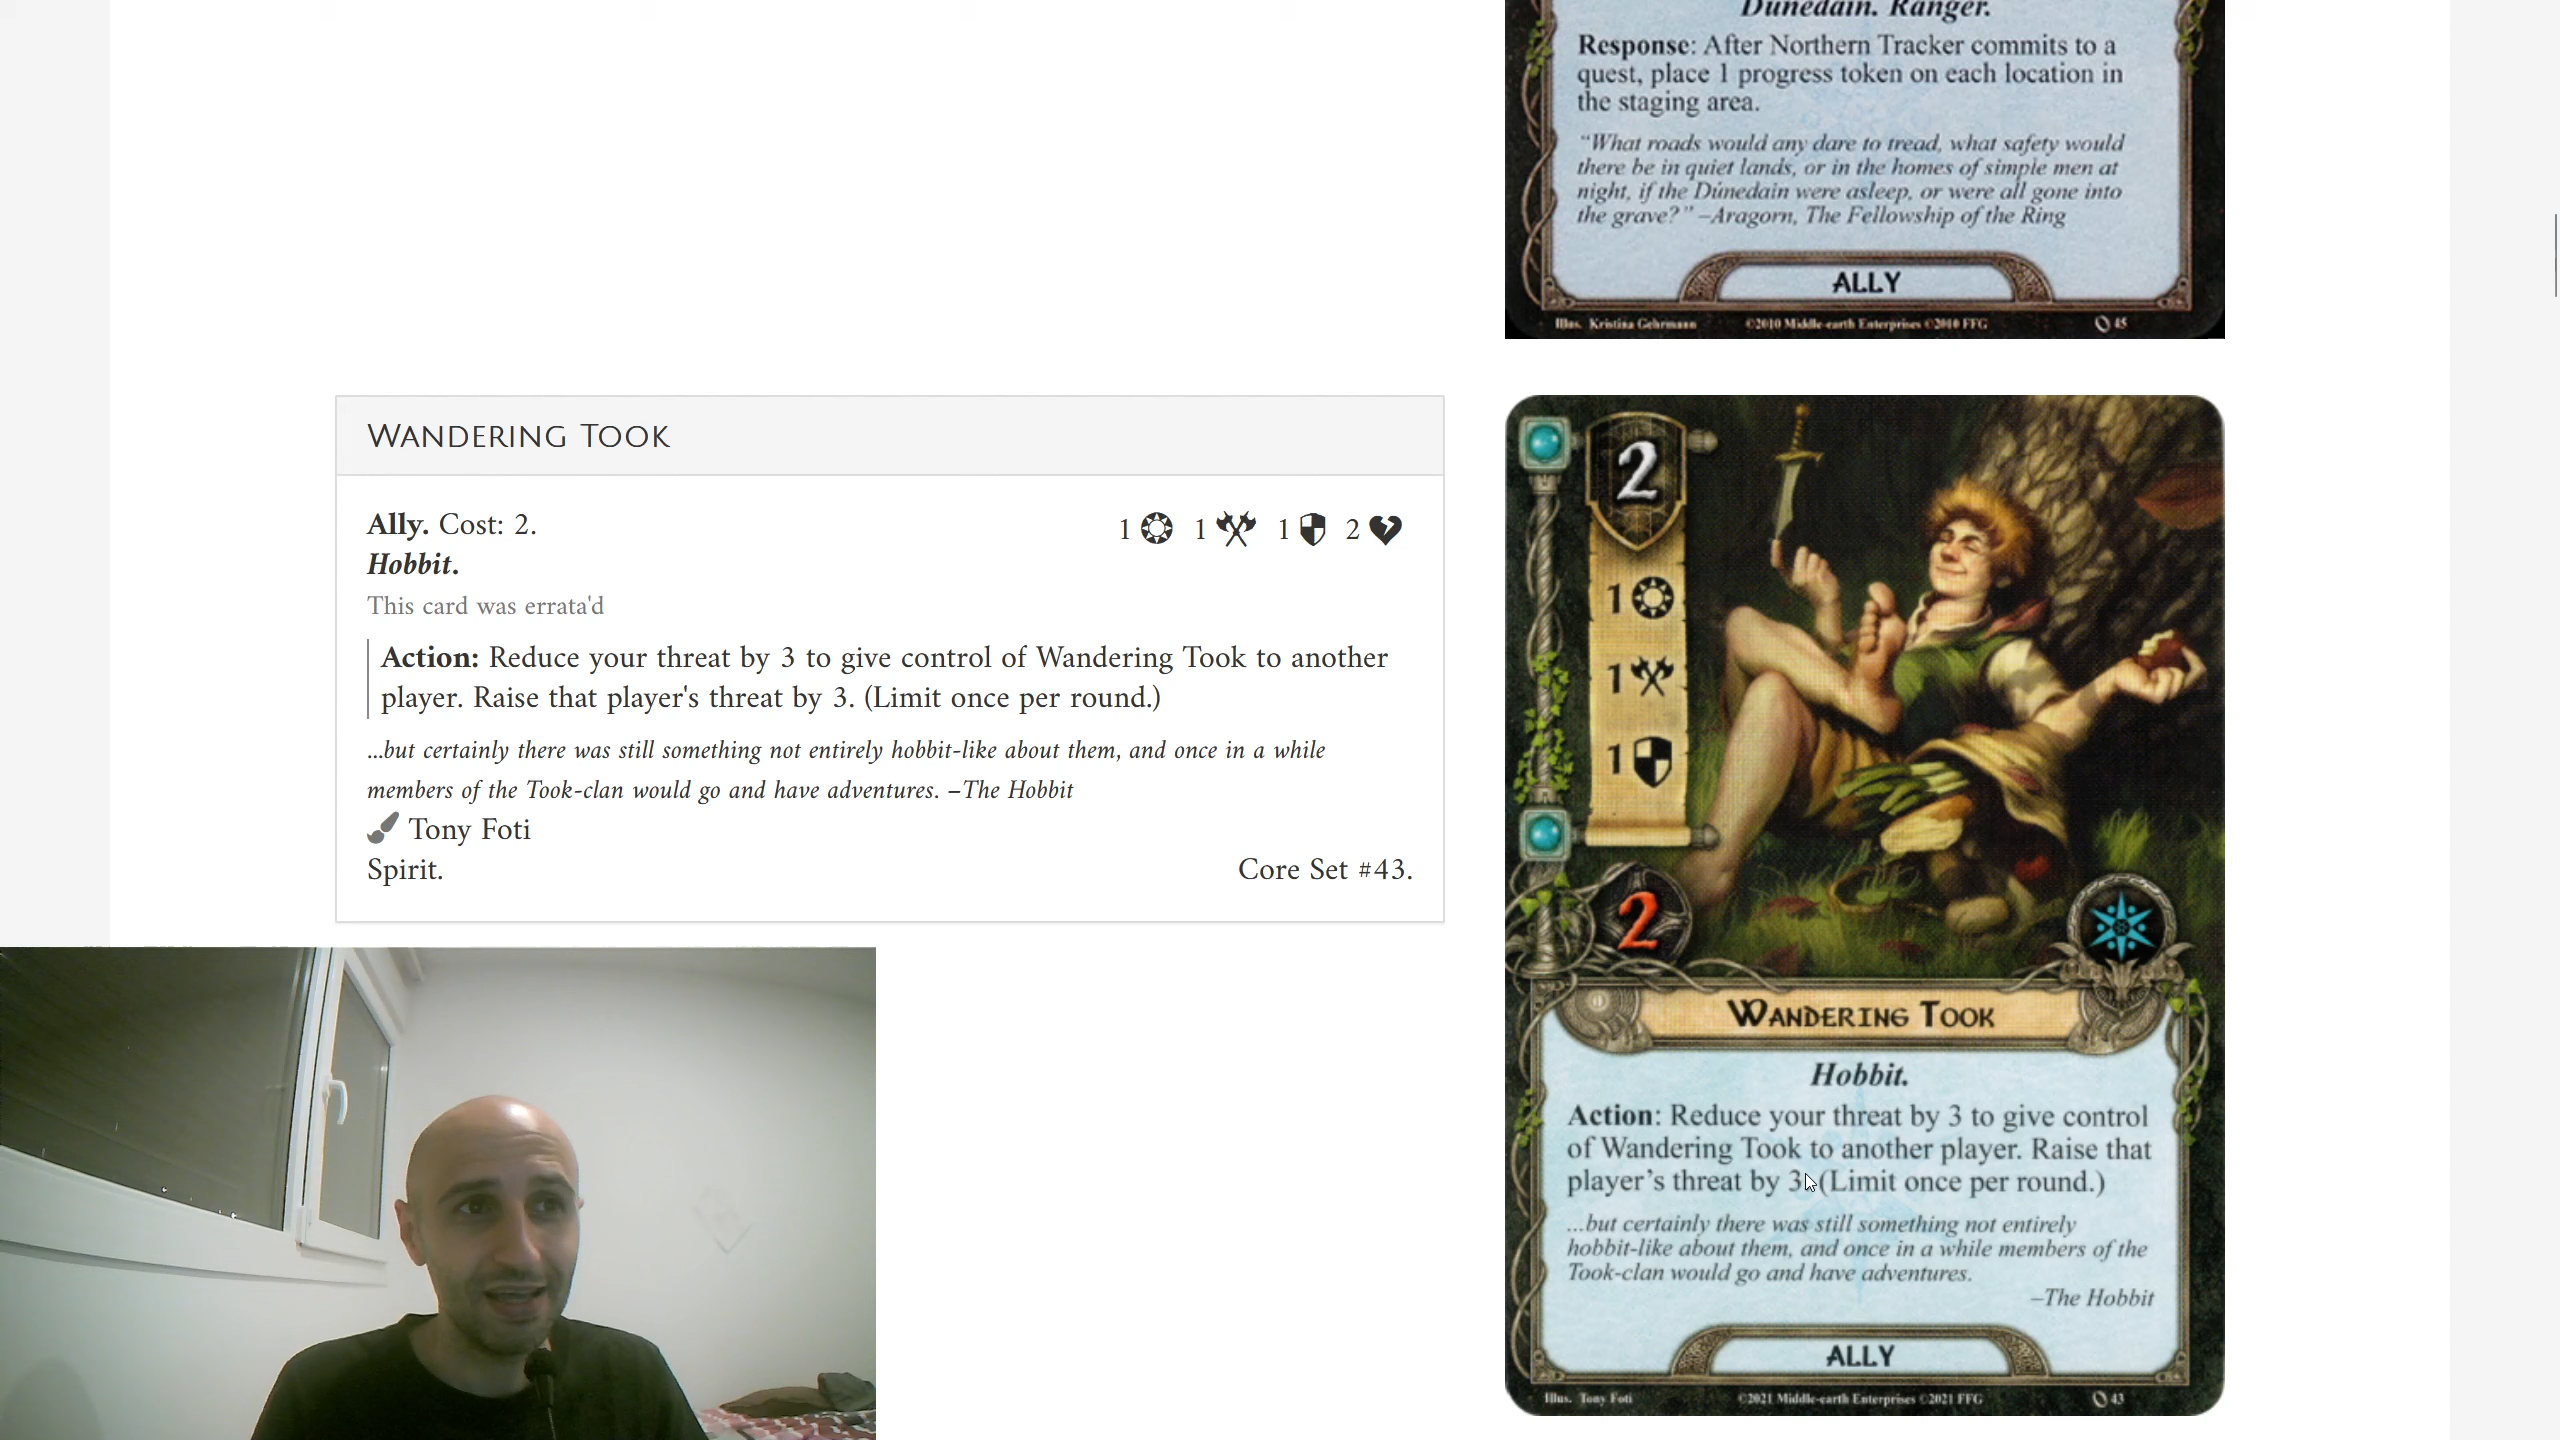 Dúnedain. Ranger.
Response: After Northern Tracker commits to a
quest, place 1 progress token on each location in
the staging area.
"What roads would any dare to tread, what safety would
there be in quiet lands, or in the homes of simple men at
night, if the Dúnedain were asleep, or were all gone into
the grave?" –Aragorn, The Fellowship of the Ring
ALLY
Illus. Kristina Gehrmann ©2010 Middle-earth Enterprises ©2010 FFG 45
Wandering Took
Ally. Cost: 2.
1 1 1 2
Hobbit.
This card was errata'd
Action: Reduce your threat by 3 to give control of Wandering Took to another
player. Raise that player's threat by 3. (Limit once per round.)
...but certainly there was still something not entirely hobbit-like about them, and once in a while
members of the Took-clan would go and have adventures. –The Hobbit
Tony Foti
Spirit.
Core Set #43.
2
1
1
1
2
Wandering Took
Hobbit.
Action: Reduce your threat by 3 to give control
of Wandering Took to another player. Raise that
player's threat by 3. (Limit once per round.)
...but certainly there was still something not entirely
hobbit-like about them, and once in a while members of the
Took-clan would go and have adventures.
–The Hobbit
ALLY
Illus. Tony Foti ©2021 Middle-earth Enterprises ©2021 FFG 43